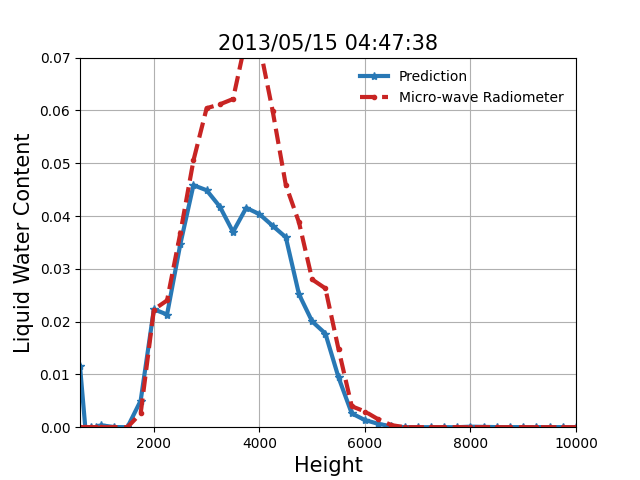 2013/05/15 04:47:38
Prediction
Micro-wave Radiometer
Liquid Water Content
0.07
0.06
0.05
0.04
0.03
0.02
0.01
0.00
2000 4000 6000 8000 10000
Height